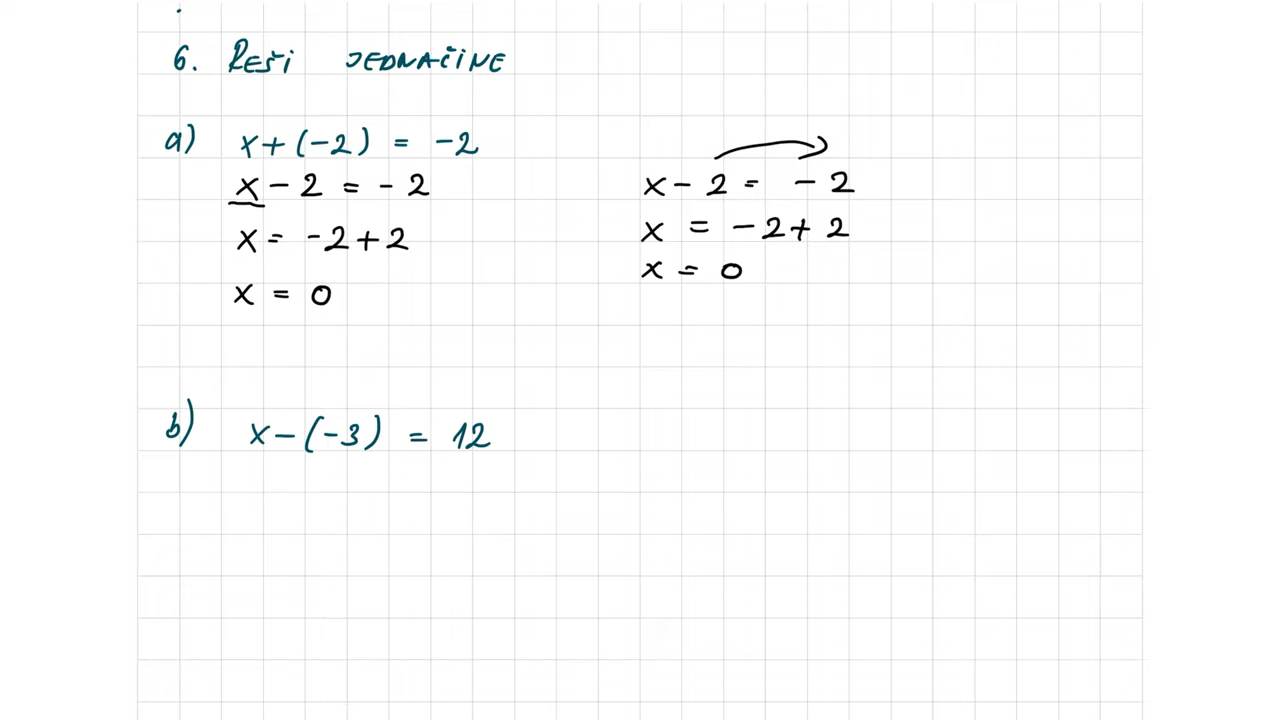 6. Reši JEDNAČINE
a) x+(-2) = -2
x - 2 = - 2
x = -2+2
x = 0
x - 2 = - 2
x = -2+ 2
x = 0
b) x-(-3) = 12